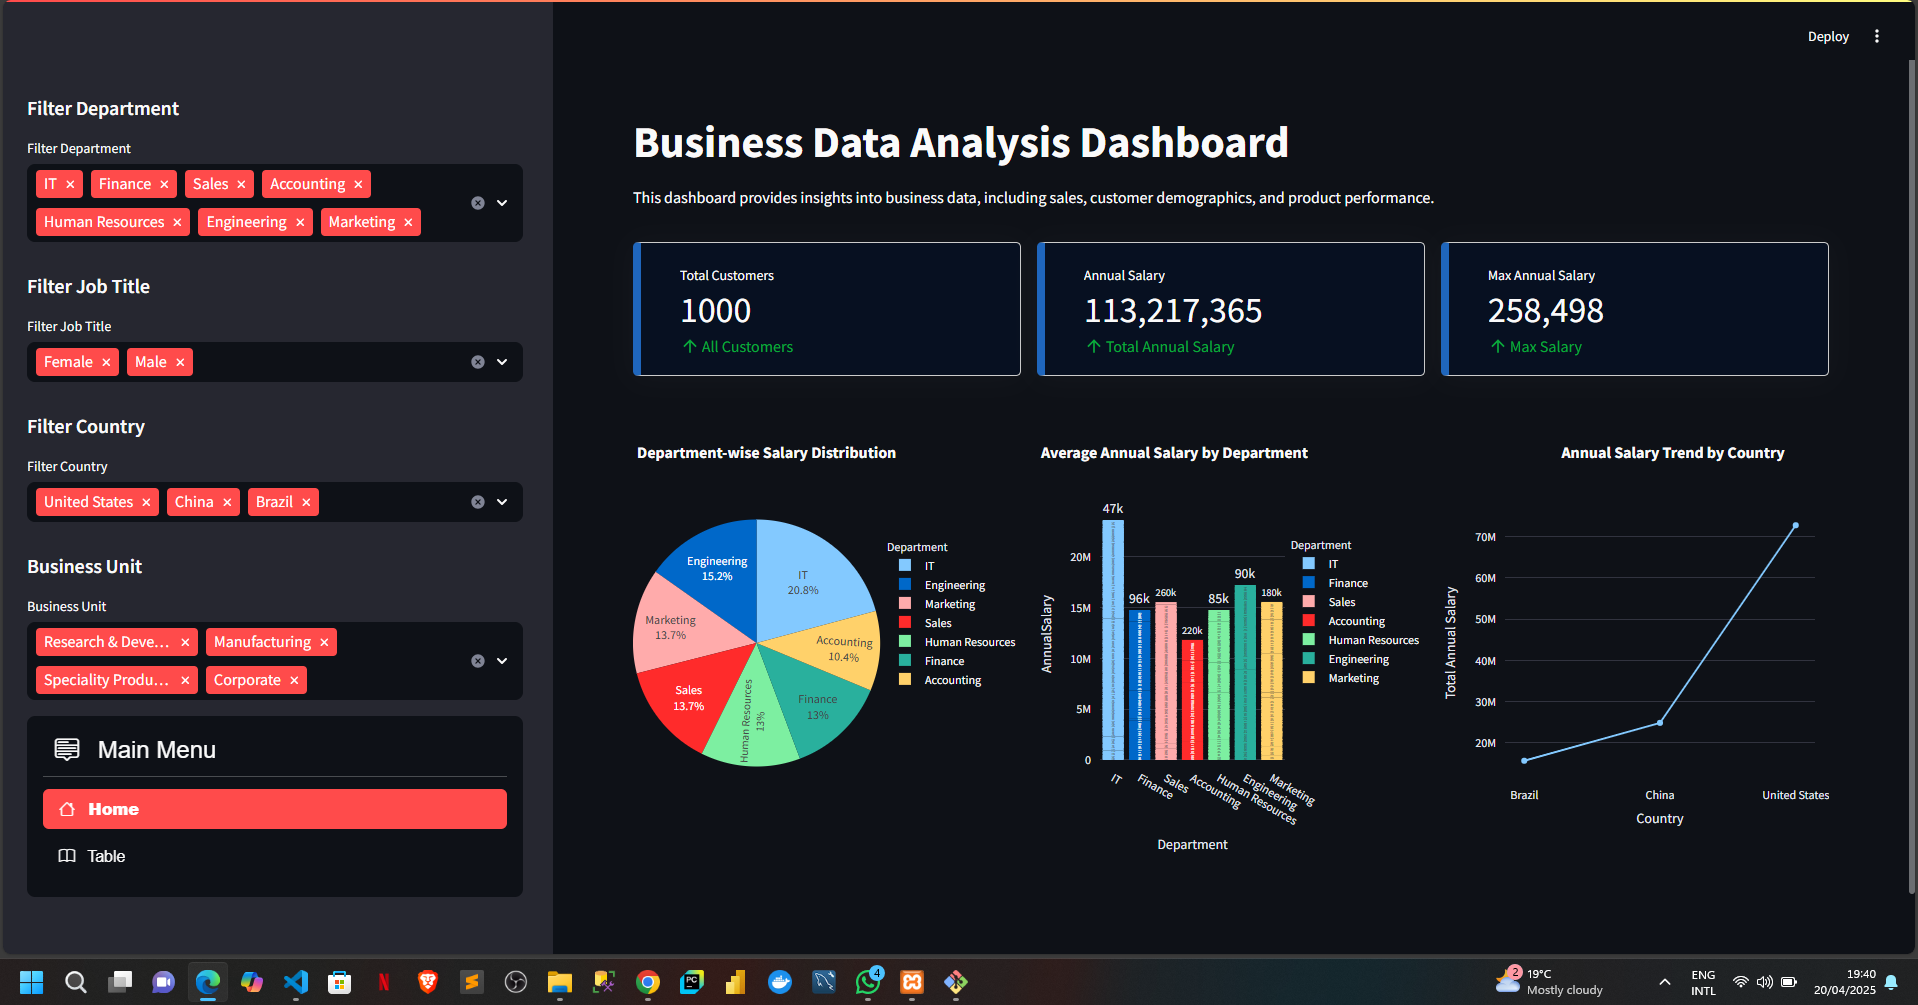 Deploy
Filter Department
Filter Department
IT × Finance × Sales × Accounting ×
Human Resources × Engineering × Marketing ×
Filter Job Title
Filter Job Title
Female × Male ×
Filter Country
Filter Country
United States × China × Brazil ×
Business Unit
Business Unit
Research & Deve... × Manufacturing ×
Speciality Produ... × Corporate ×
Main Menu
Home
Table
Business Data Analysis Dashboard
This dashboard provides insights into business data, including sales, customer demographics, and product performance.
Total Customers
1000
↑ All Customers
Annual Salary
113,217,365
↑ Total Annual Salary
Max Annual Salary
258,498
↑ Max Salary
Department-wise Salary Distribution
Engineering
15.2%
IT
20.8%
Marketing
13.7%
Accounting
10.4%
Sales
13.7%
Human Resources
13%
Finance
13%
Department
IT
Engineering
Marketing
Sales
Human Resources
Finance
Accounting
Average Annual Salary by Department
AnnualSalary
20M
15M
10M
5M
0
47k
96k
260k
220k
85k
90k
180k
IT
Finance
Sales
Accounting
Human Resources
Engineering
Marketing
Department
Department
IT
Finance
Sales
Accounting
Human Resources
Engineering
Marketing
Annual Salary Trend by Country
Total Annual Salary
70M
60M
50M
40M
30M
20M
Brazil
China
United States
Country
PC
4
2
19°C
Mostly cloudy
ENG
INTL
19:40
20/04/2025